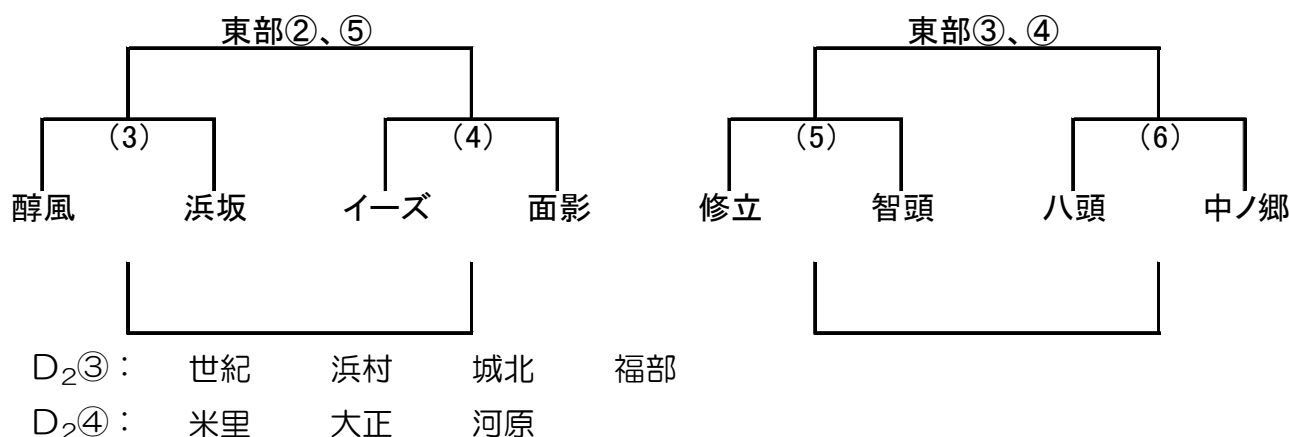 東部②、⑤ 東部③、④
(3) (4) (5) (6)
醇風 浜坂 イーズ 面影 修立 智頭 八頭 中ノ郷
D₂③: 世紀 浜村 城北 福部
D₂④: 米里 大正 河原